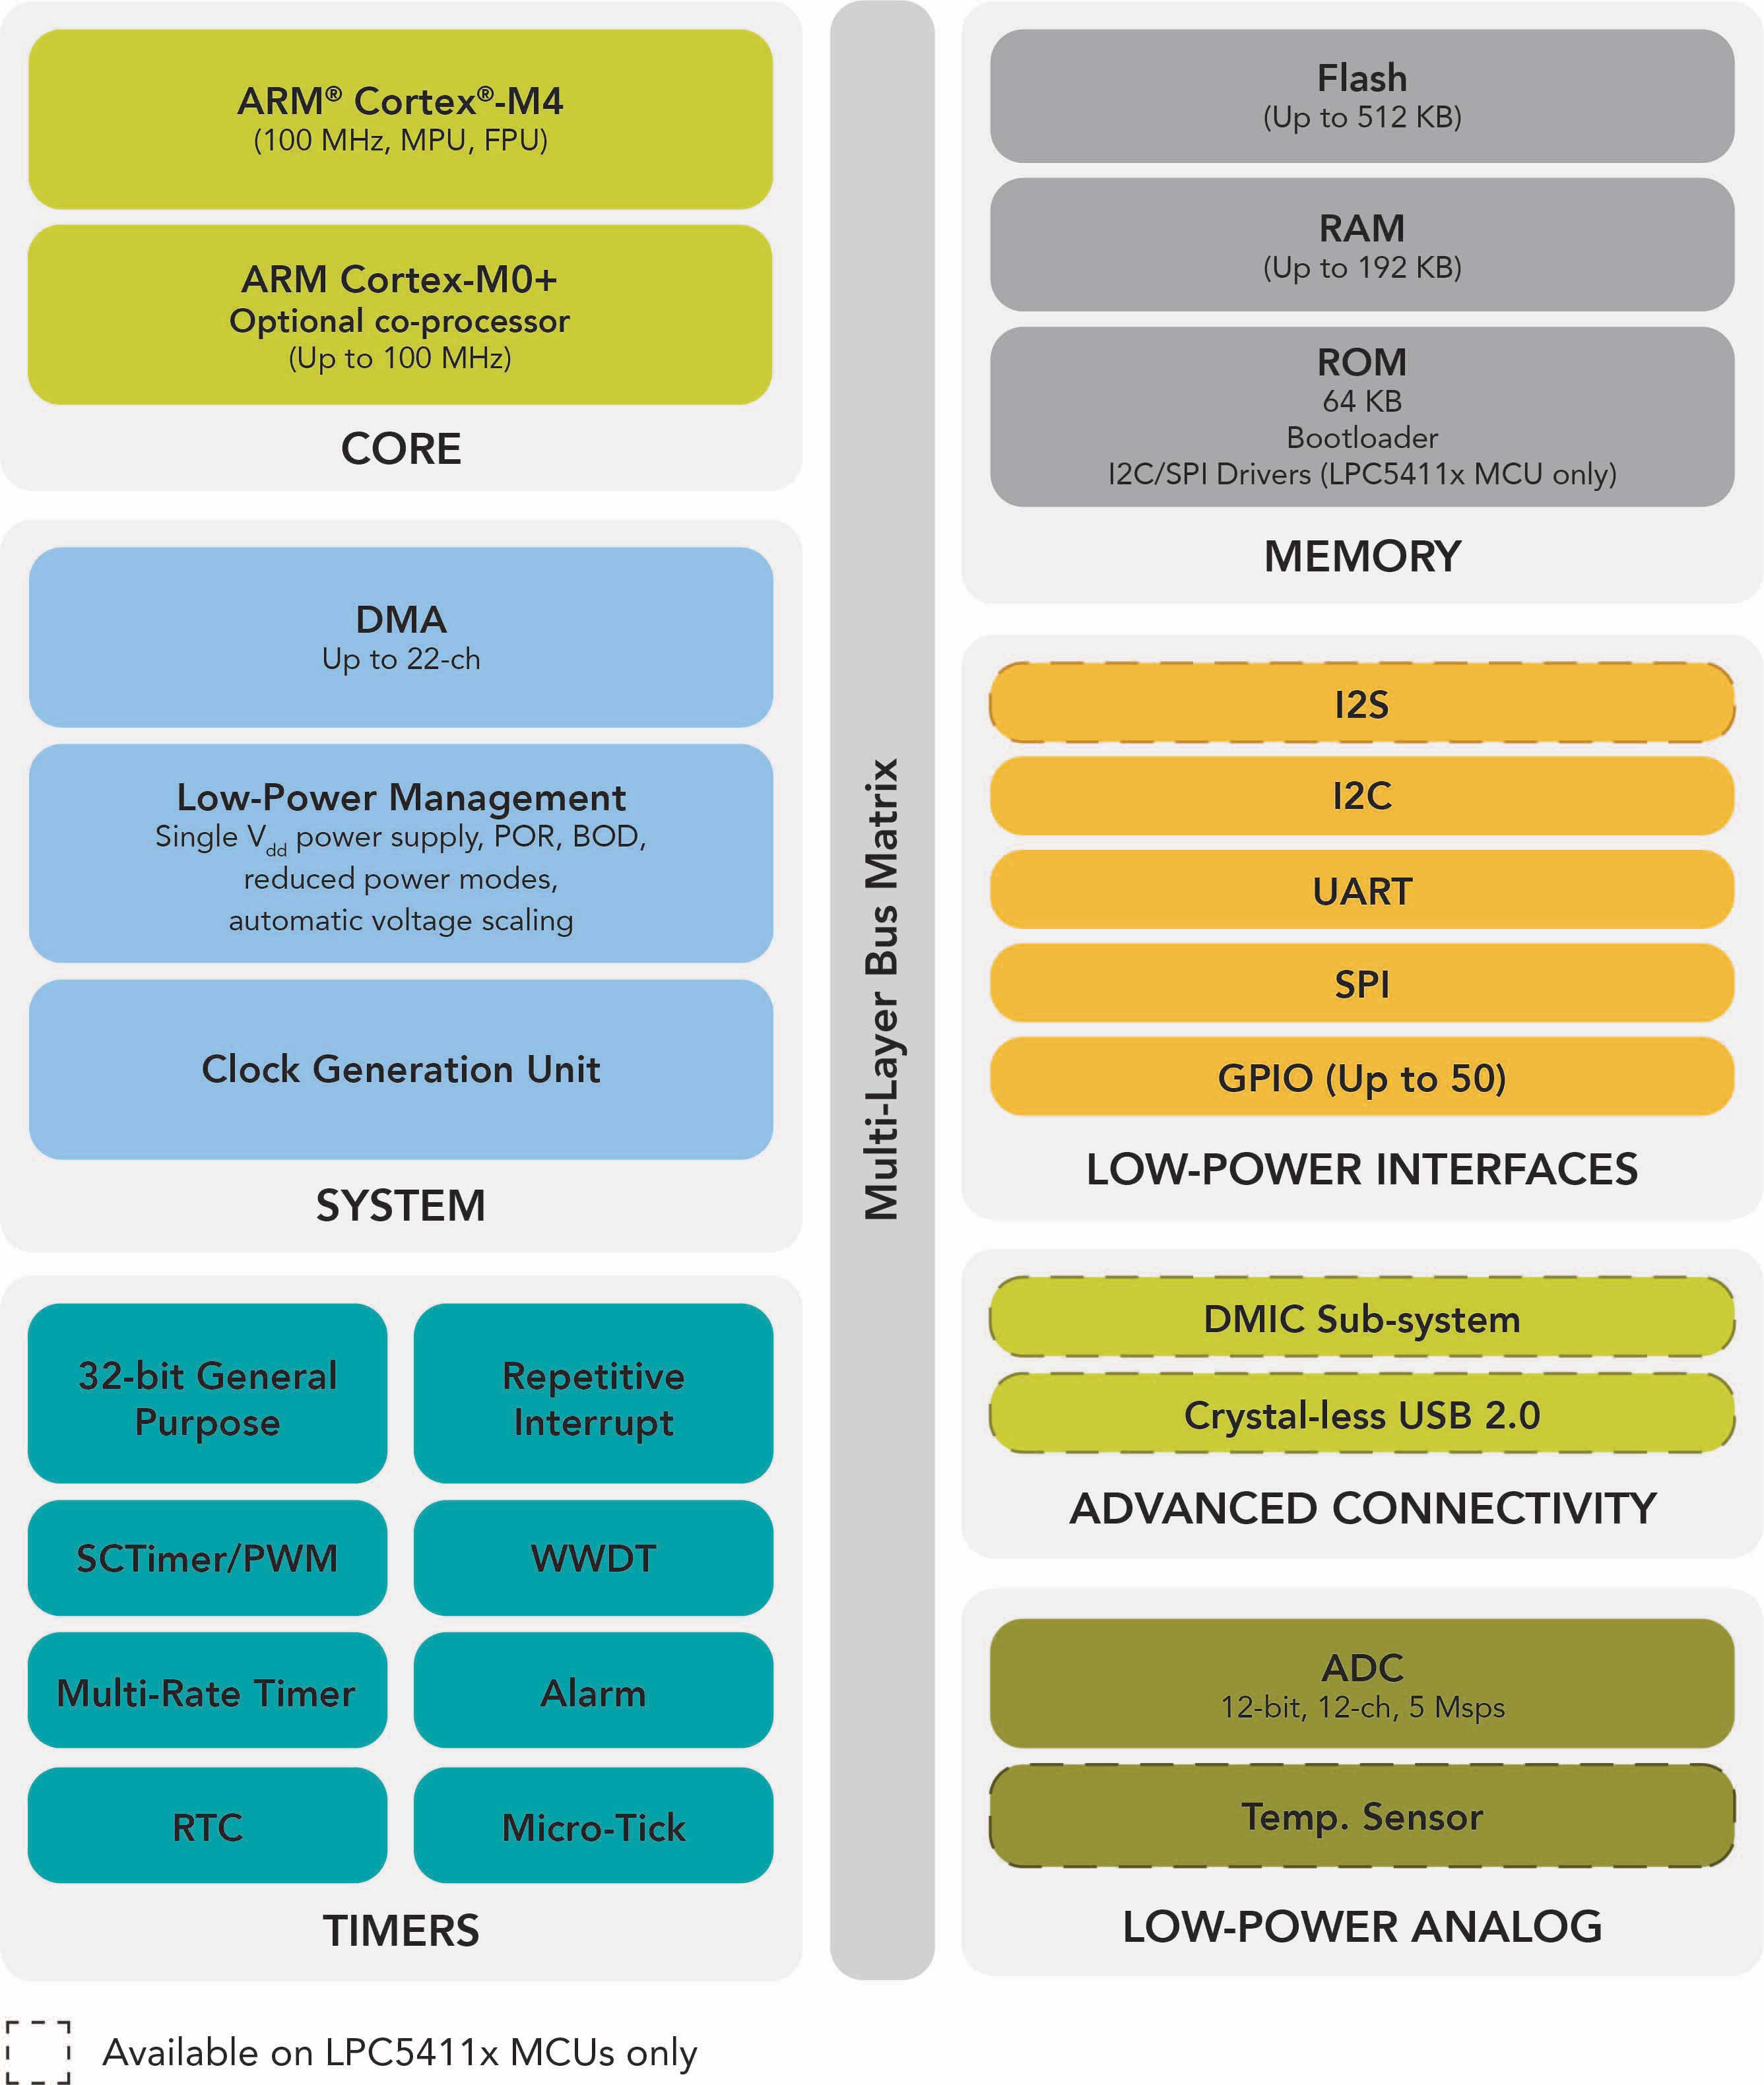 ARM® Cortex®-M4
(100 MHz, MPU, FPU)
ARM Cortex-M0+
Optional co-processor
(Up to 100 MHz)
CORE
DMA
Up to 22-ch
Low-Power Management
Single Vdd power supply, POR, BOD,
reduced power modes,
automatic voltage scaling
Clock Generation Unit
SYSTEM
32-bit General
Purpose
Repetitive
Interrupt
SCTimer/PWM
WWDT
Multi-Rate Timer
Alarm
RTC
Micro-Tick
TIMERS
Multi-Layer Bus Matrix
Flash
(Up to 512 KB)
RAM
(Up to 192 KB)
ROM
64 KB
Bootloader
I2C/SPI Drivers (LPC5411x MCU only)
MEMORY
I2S
I2C
UART
SPI
GPIO (Up to 50)
LOW-POWER INTERFACES
DMIC Sub-system
Crystal-less USB 2.0
ADVANCED CONNECTIVITY
ADC
12-bit, 12-ch, 5 Msps
Temp. Sensor
LOW-POWER ANALOG
Available on LPC5411x MCUs only